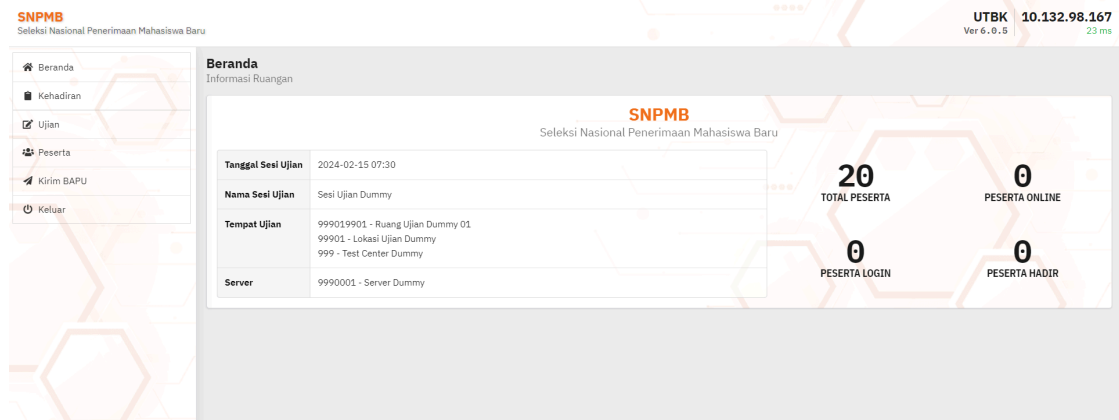 SNPMB
Seleksi Nasional Penerimaan Mahasiswa Baru
UTBK
Ver 6.0.5
10.132.98.167
23 ms
Beranda
Kehadiran
Ujian
Peserta
Kirim BAPU
Keluar
Beranda
Informasi Ruangan
SNPMB
Seleksi Nasional Penerimaan Mahasiswa Baru
Tanggal Sesi Ujian 2024-02-15 07:30
Nama Sesi Ujian Sesi Ujian Dummy
Tempat Ujian 999019901 - Ruang Ujian Dummy 01
99901 - Lokasi Ujian Dummy
999 - Test Center Dummy
Server 9990001 - Server Dummy
20
TOTAL PESERTA
0
PESERTA ONLINE
0
PESERTA LOGIN
0
PESERTA HADIR